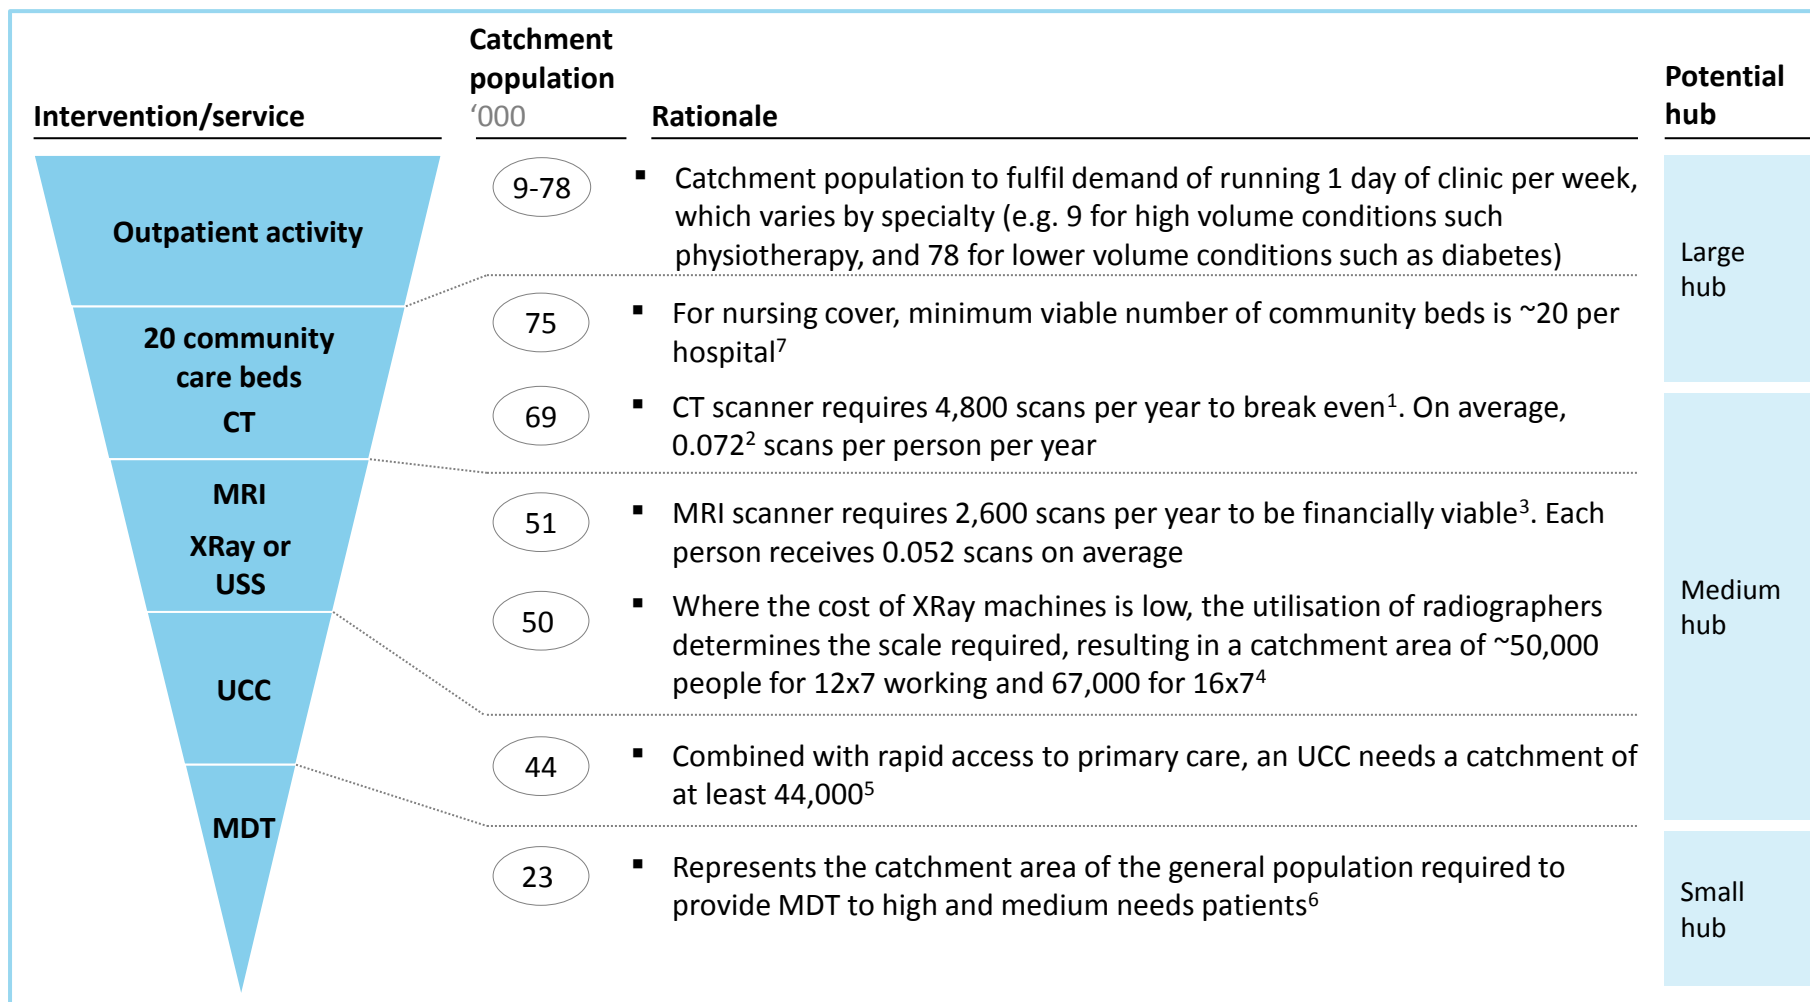 Intervention/service
Catchment
population
‘000
Rationale
Potential
hub
Outpatient activity
9-78
▪ Catchment population to fulfil demand of running 1 day of clinic per week,
which varies by specialty (e.g. 9 for high volume conditions such
physiotherapy, and 78 for lower volume conditions such as diabetes)
20 community
care beds
75
▪ For nursing cover, minimum viable number of community beds is ~20 per
hospital⁷
Large
hub
CT
69
▪ CT scanner requires 4,800 scans per year to break even¹. On average,
0.072² scans per person per year
MRI
51
▪ MRI scanner requires 2,600 scans per year to be financially viable³. Each
person receives 0.052 scans on average
XRay or
USS
50
▪ Where the cost of XRay machines is low, the utilisation of radiographers
determines the scale required, resulting in a catchment area of ~50,000
people for 12x7 working and 67,000 for 16x7⁴
UCC
44
▪ Combined with rapid access to primary care, an UCC needs a catchment of
at least 44,000⁵
Medium
hub
MDT
23
▪ Represents the catchment area of the general population required to
provide MDT to high and medium needs patients⁶
Small
hub